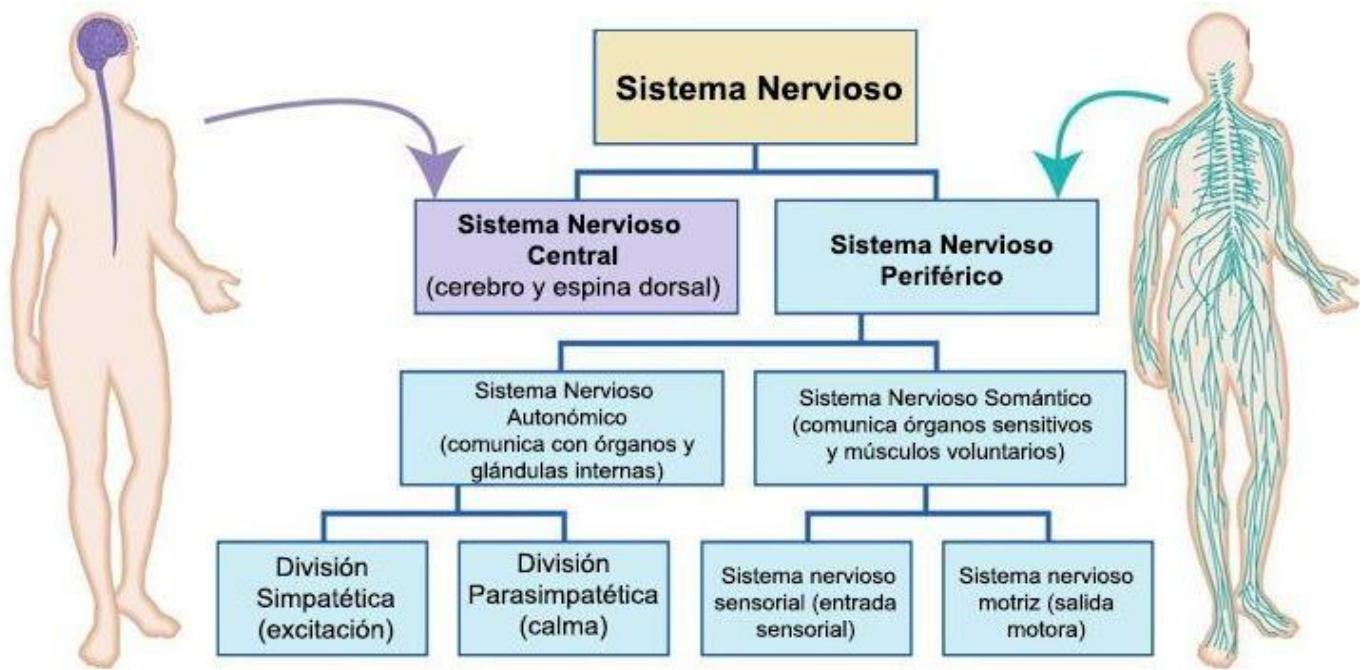 Sistema Nervioso
Sistema Nervioso
Central
(cerebro y espina dorsal)
Sistema Nervioso
Periférico
Sistema Nervioso
Autonómico
(comunica con órganos y
glándulas internas)
Sistema Nervioso Somántico
(comunica órganos sensitivos
y músculos voluntarios)
División
Simpatética
(excitación)
División
Parasimpatética
(calma)
Sistema nervioso
sensorial (entrada
sensorial)
Sistema nervioso
motriz (salida
motora)